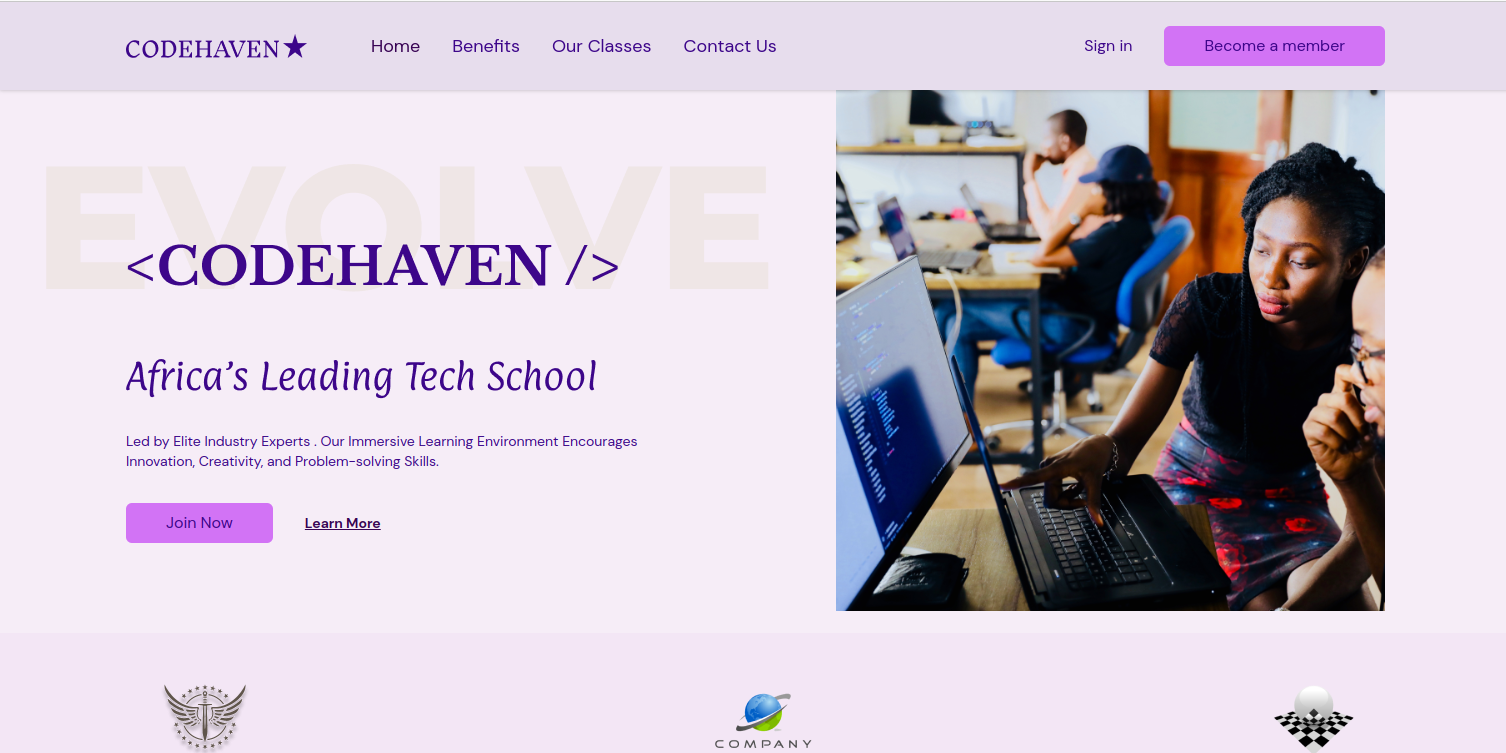 CODEHAVEN★
Home
Benefits
Our Classes
Contact Us
Sign in
Become a member
EVOLVE
<CODEHAVEN />
Africa’s Leading Tech School
Led by Elite Industry Experts . Our Immersive Learning Environment Encourages
Innovation, Creativity, and Problem-solving Skills.
Join Now
Learn More
COMPANY